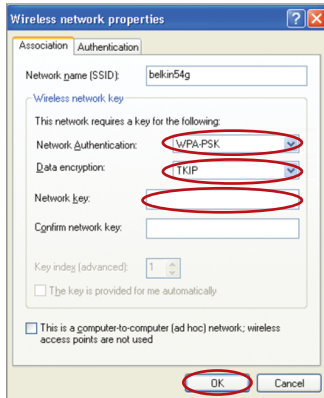 Wireless network properties
Association Authentication
Network name (SSID): belkin54g
Wireless network key
This network requires a key for the following:
Network Authentication: WPA-PSK
Data encryption: TKIP
Network key:
Confirm network key:
Key index (advanced): 1
The key is provided for me automatically
This is a computer-to-computer (ad hoc) network; wireless
access points are not used
OK Cancel